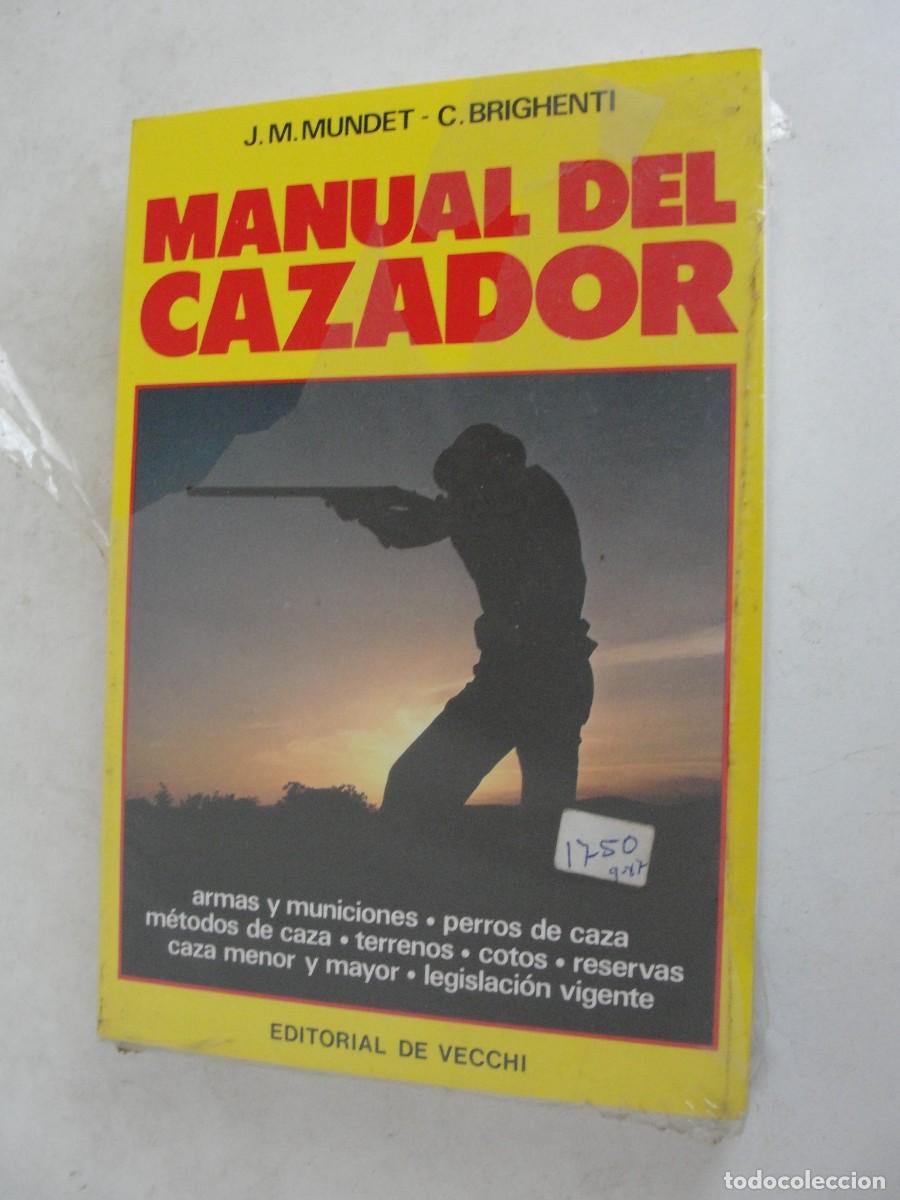 J. M. MUNDET - C. BRIGHENTI
MANUAL DEL
CAZADOR
1750
armas y municiones • perros de caza
métodos de caza • terrenos • cotos • reservas
caza menor y mayor • legislación vigente
EDITORIAL DE VECCHI
todocoleccion